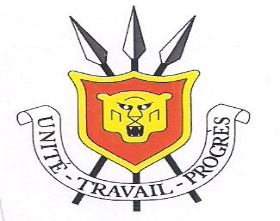 UNITE - TRAVAIL - PROGRES